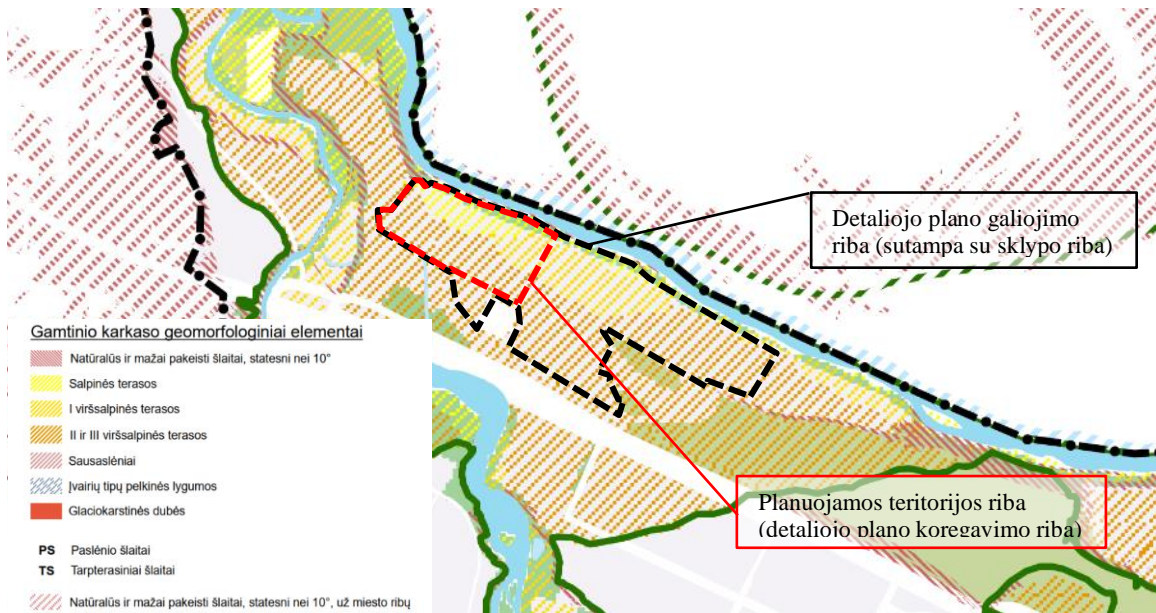 Detaliojo plano galiojimo
riba (sutampa su sklypo riba)
Gamtinio karkaso geomorfologiniai elementai
Natūralūs ir mažai pakeisti šlaitai, statesni nei 10°
Salpinės terasos
I viršsalpinės terasos
II ir III viršsalpinės terasos
Sausaslėniai
Įvairių tipų pelkinės lygumos
Glaciokarstinės dubės
PS Paslėnio šlaitai
TS Tarpterasiniai šlaitai
Natūralūs ir mažai pakeisti šlaitai, statesni nei 10°, už miesto ribų
Planuojamos teritorijos riba
(detaliojo plano koregavimo riba)